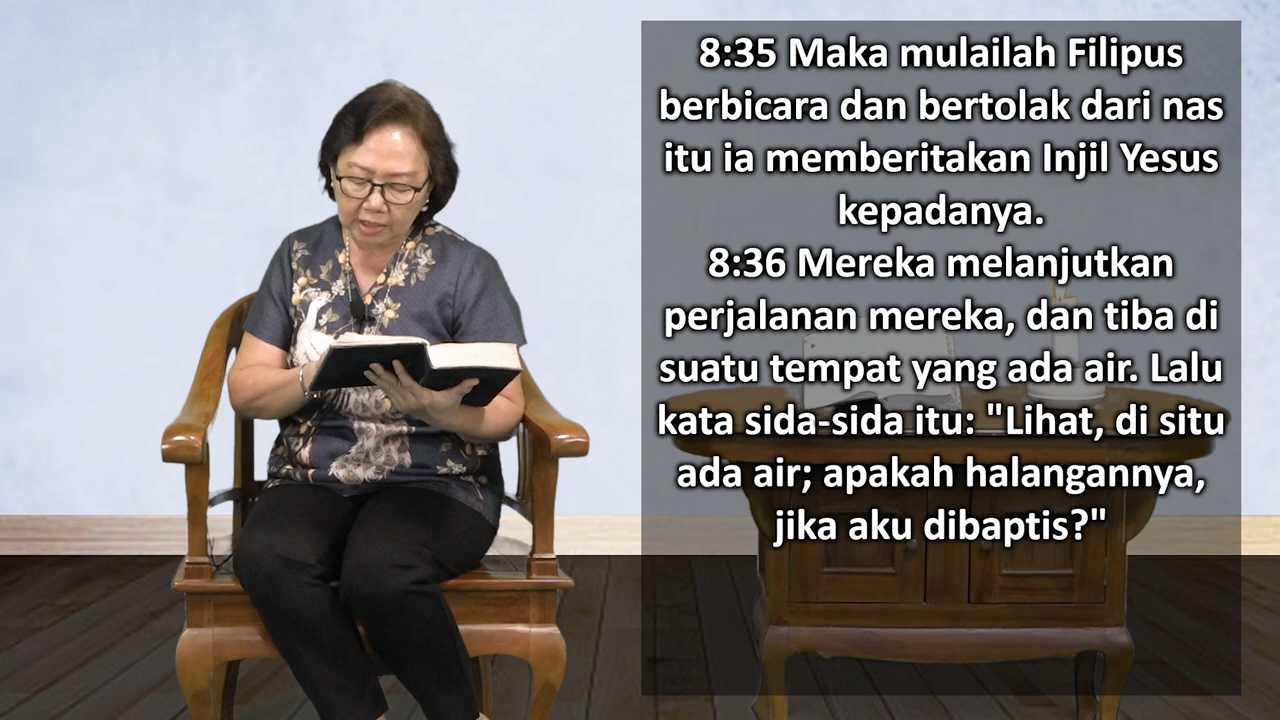 8:35 Maka mulailah Filipus
berbicara dan bertolak dari nas
itu ia memberitakan Injil Yesus
kepadanya.
8:36 Mereka melanjutkan
perjalanan mereka, dan tiba di
suatu tempat yang ada air. Lalu
kata sida-sida itu: "Lihat, di situ
ada air; apakah halangannya,
jika aku dibaptis?"